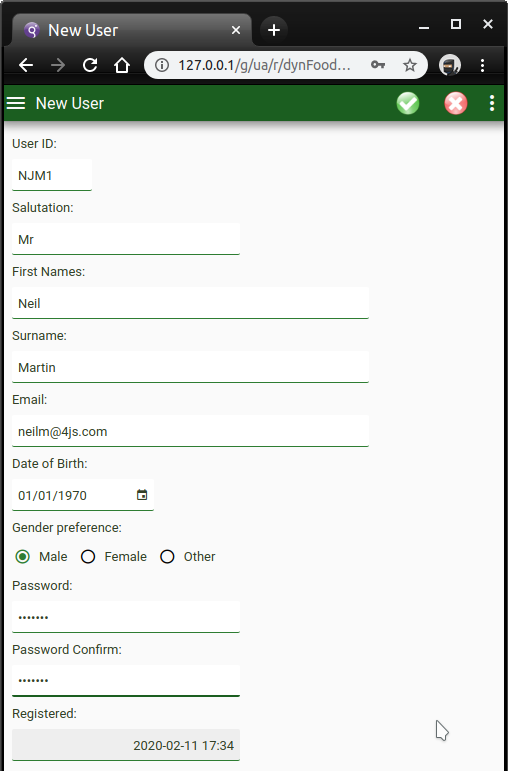 New User
127.0.0.1/g/ua/r/dynFood...
New User
User ID:
NJM1
Salutation:
Mr
First Names:
Neil
Surname:
Martin
Email:
neilm@4js.com
Date of Birth:
01/01/1970
Gender preference:
Male Female Other
Password:
•••••••
Password Confirm:
•••••••
Registered:
2020-02-11 17:34